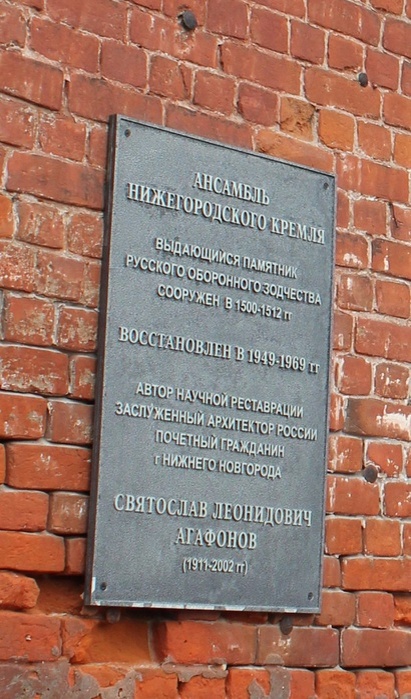 АНСАМБЛЬ
НИЖЕГОРОДСКОГО КРЕМЛЯ
ВЫДАЮЩИЙСЯ ПАМЯТНИК
РУССКОГО ОБОРОННОГО ЗОДЧЕСТВА
СООРУЖЕН В 1500-1512 гг
ВОССТАНОВЛЕН В 1949-1969 гг
АВТОР НАУЧНОЙ РЕСТАВРАЦИИ
ЗАСЛУЖЕННЫЙ АРХИТЕКТОР РОССИИ
ПОЧЕТНЫЙ ГРАЖДАНИН
г НИЖНЕГО НОВГОРОДА
СВЯТОСЛАВ ЛЕОНИДОВИЧ
АГАФОНОВ
(1911-2002 гг)